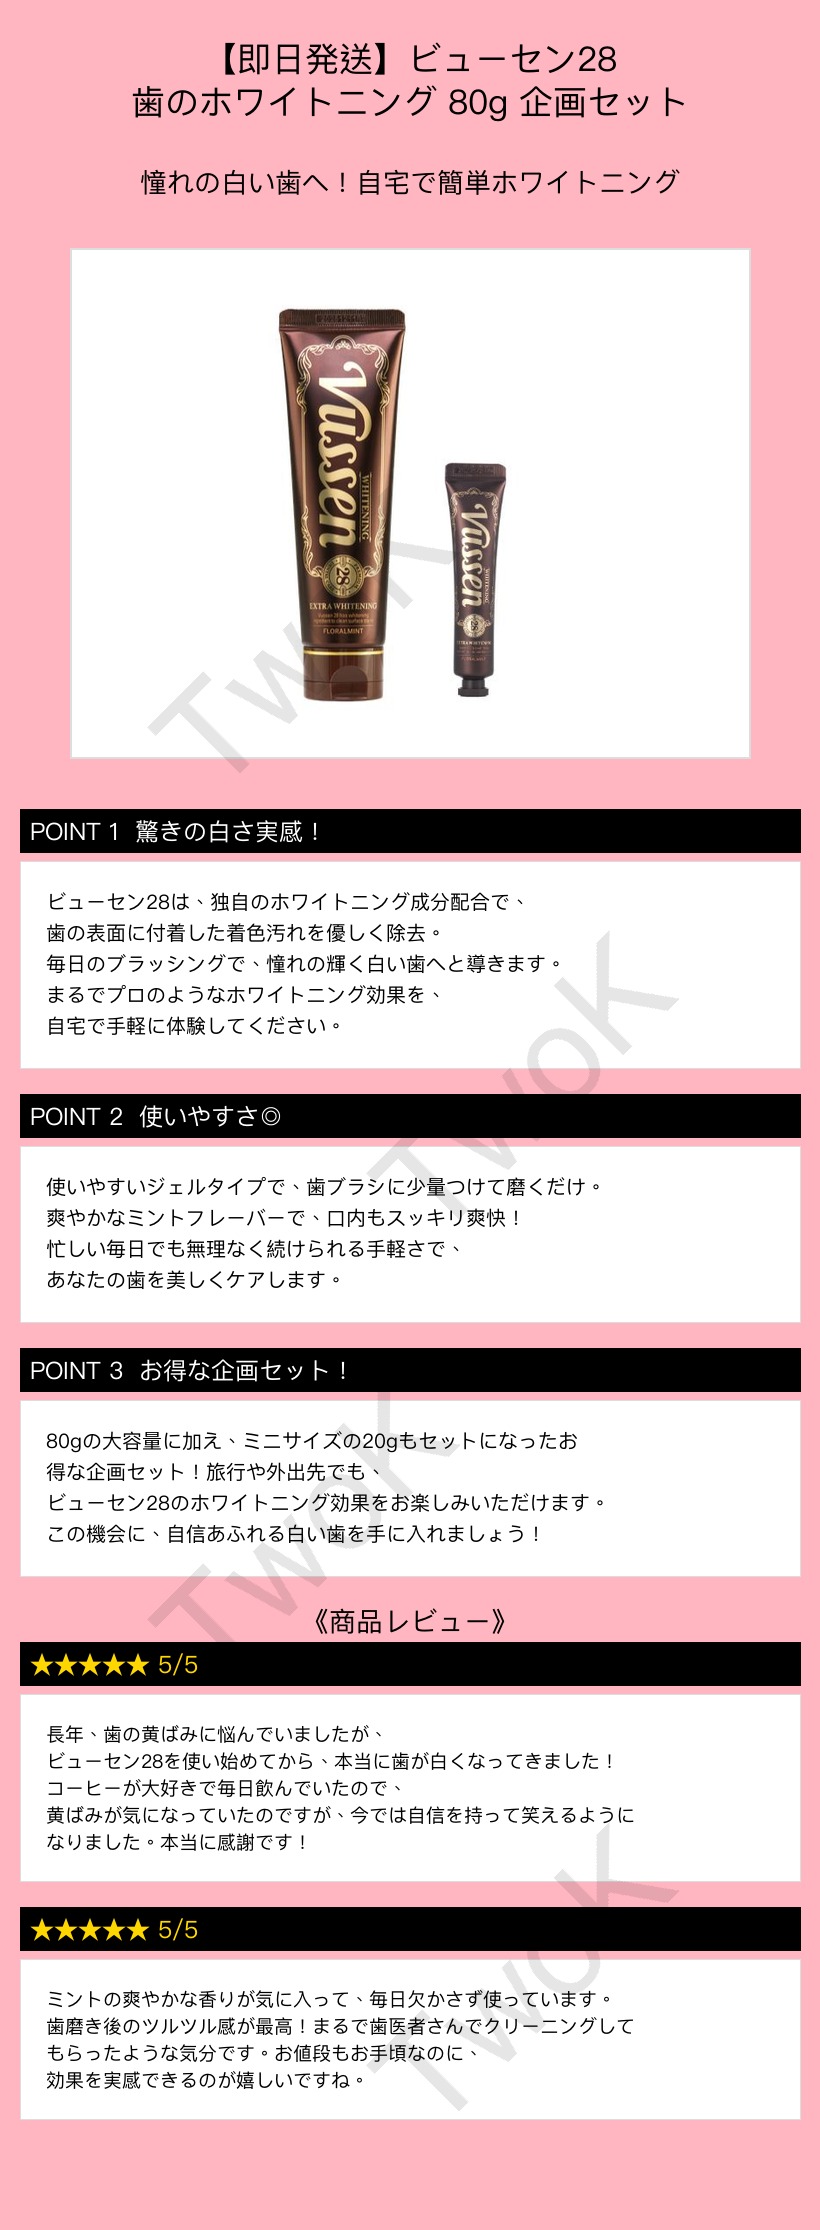 【即日発送】ビューセン28
歯のホワイトニング 80g 企画セット
憧れの白い歯へ！自宅で簡単ホワイトニング
Vussen
WHITENING
28
EXTRA WHITENING
FLORALMINT
Vussen
WHITENING
EXTRA WHITENING
TwoK
POINT 1 驚きの白さ実感！
ビューセン28は、独自のホワイトニング成分配合で、
歯の表面に付着した着色汚れを優しく除去。
毎日のブラッシングで、憧れの輝く白い歯へと導きます。
まるでプロのようなホワイトニング効果を、
自宅で手軽に体験してください。
TwoK
POINT 2 使いやすさ◎
使いやすいジェルタイプで、歯ブラシに少量つけて磨くだけ。
爽やかなミントフレーバーで、口内もスッキリ爽快！
忙しい毎日でも無理なく続けられる手軽さで、
あなたの歯を美しくケアします。
POINT 3 お得な企画セット！
80gの大容量に加え、ミニサイズの20gもセットになったお
得な企画セット！旅行や外出先でも、
ビューセン28のホワイトニング効果をお楽しみいただけます。
この機会に、自信あふれる白い歯を手に入れましょう！
TwoK
《商品レビュー》
★★★★★ 5/5
長年、歯の黄ばみに悩んでいましたが、
ビューセン28を使い始めてから、本当に歯が白くなってきました！
コーヒーが大好きで毎日飲んでいたので、
黄ばみが気になっていたのですが、今では自信を持って笑えるように
なりました。本当に感謝です！
★★★★★ 5/5
ミントの爽やかな香りが気に入って、毎日欠かさず使っています。
歯磨き後のツルツル感が最高！まるで歯医者さんでクリーニングして
もらったような気分です。お値段もお手頃なのに、
効果を実感できるのが嬉しいですね。
TwoK